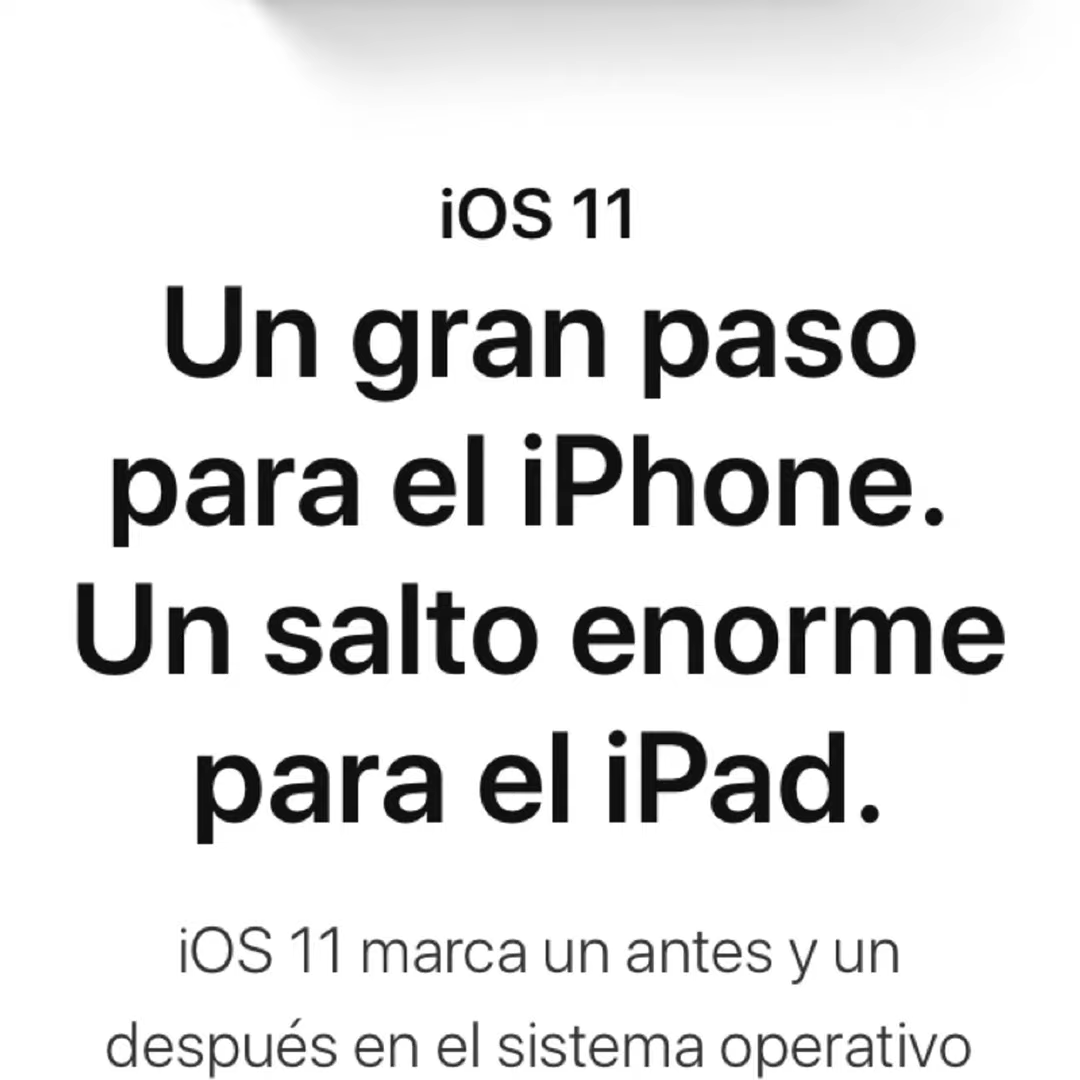 iOS 11
Un gran paso
para el iPhone.
Un salto enorme
para el iPad.
iOS 11 marca un antes y un
después en el sistema operativo